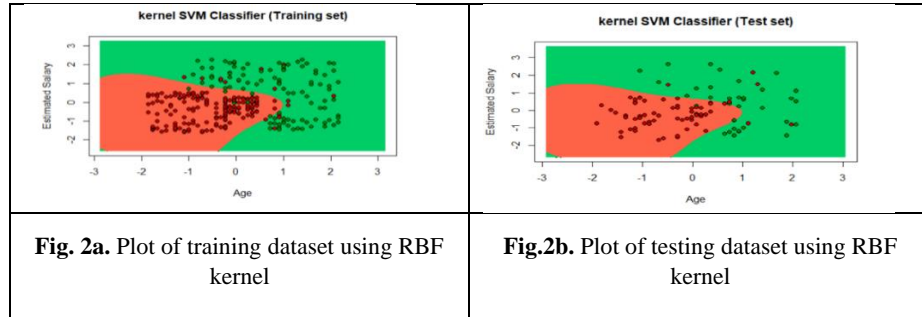 kernel SVM Classifier (Training set)
Estimated Salary
3
2
1
0
-1
-2
-3
-2
-1
0
1
2
3
Age
kernel SVM Classifier (Test set)
Estimated Salary
3
2
1
0
-1
-2
-3
-2
-1
0
1
2
3
Age
Fig. 2a. Plot of training dataset using RBF
kernel
Fig.2b. Plot of testing dataset using RBF
kernel